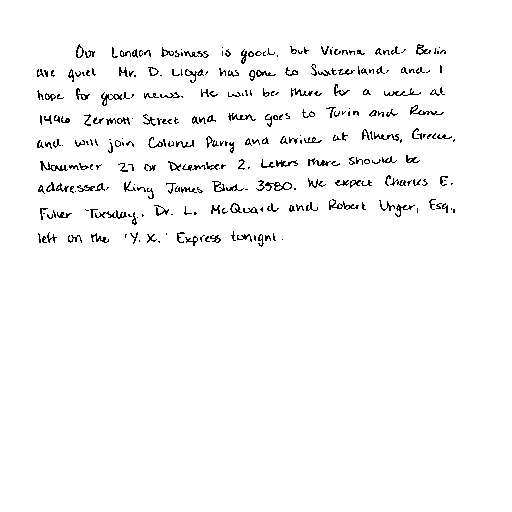 Our London business is good, but Vienna and Berlin
are quiet. Mr. D. Lloyd has gone to Switzerland and I
hope for good news. He will be there for a week at
1496 Zermott Street and then goes to Turin and Rome
and will join Colonel Parry and arrive at Athens, Greece,
November 27 or December 2. Letters there should be
addressed King James Blvd. 3580. We expect Charles E.
Fuller Tuesday. Dr. L. McQuaid and Robert Unger, Esq.,
left on the 'Y. X.' Express tonight.